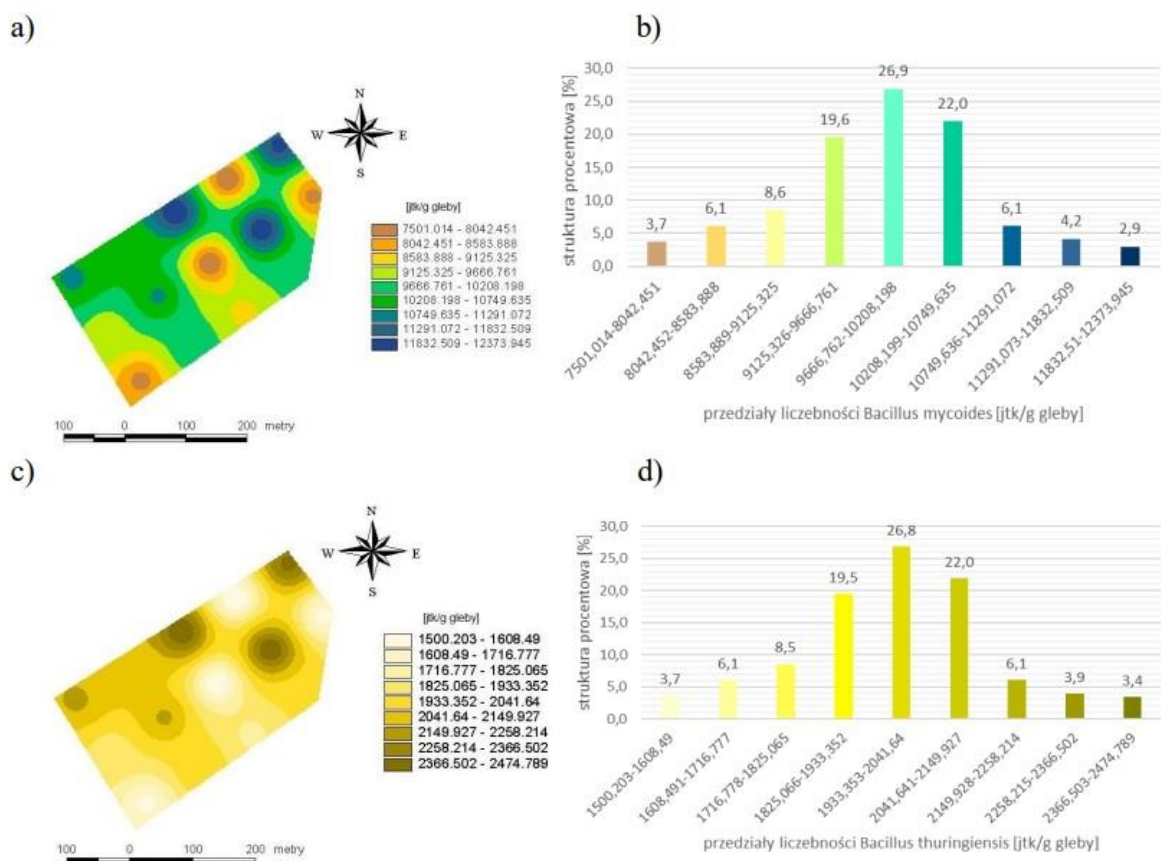 a)
N
W E
S
[jtk/g gleby]
7501.014 - 8042.451
8042.451 - 8583.888
8583.888 - 9125.325
9125.325 - 9666.761
9666.761 - 10208.198
10208.198 - 10749.635
10749.635 - 11291.072
11291.072 - 11832.509
11832.509 - 12373.945
100 0 100 200 metry
b)
struktura procentowa [%]
30,0
25,0
20,0
15,0
10,0
5,0
0,0
3,7
6,1
8,6
19,6
26,9
22,0
6,1
4,2
2,9
7501,014-8042,451
8042,452-8583,888
8583,889-9125,325
9125,326-9666,761
9666,762-10208,198
10208,199-10749,635
10749,636-11291,072
11291,073-11832,509
11832,51-12373,945
przedziały liczebności Bacillus mycoides [jtk/g gleby]
c)
N
W E
S
[jtk/g gleby]
1500.203 - 1608.49
1608.49 - 1716.777
1716.777 - 1825.065
1825.065 - 1933.352
1933.352 - 2041.64
2041.64 - 2149.927
2149.927 - 2258.214
2258.214 - 2366.502
2366.502 - 2474.789
100 0 100 200 metry
d)
struktura procentowa [%]
30,0
25,0
20,0
15,0
10,0
5,0
0,0
3,7
6,1
8,5
19,5
26,8
22,0
6,1
3,9
3,4
1500,203-1608,49
1608,491-1716,777
1716,778-1825,065
1825,066-1933,352
1933,353-2041,64
2041,641-2149,927
2149,928-2258,214
2258,215-2366,502
2366,503-2474,789
przedziały liczebności Bacillus thuringiensis [jtk/g gleby]